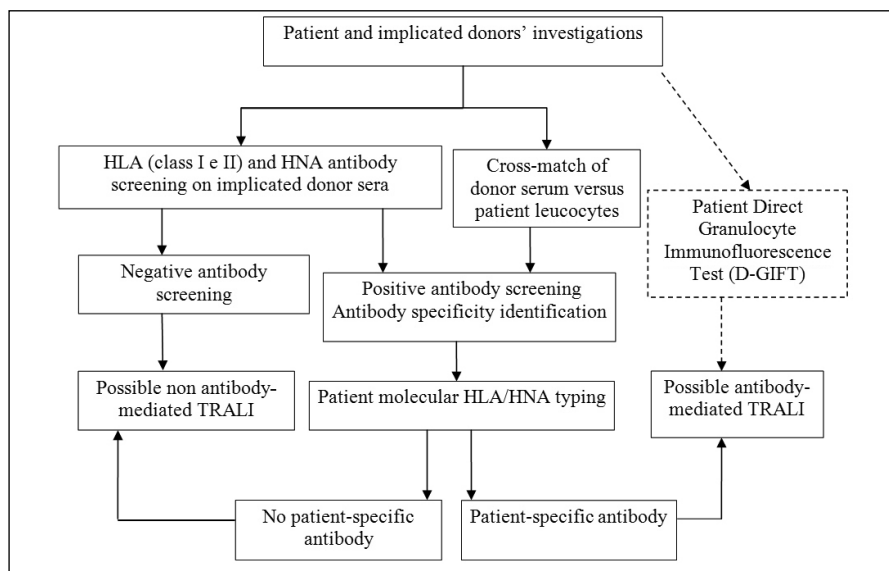 Patient and implicated donors’ investigations
HLA (class I e II) and HNA antibody
screening on implicated donor sera
Cross-match of
donor serum versus
patient leucocytes
Patient Direct
Granulocyte
Immunofluorescence
Test (D-GIFT)
Negative antibody
screening
Positive antibody screening
Antibody specificity identification
Possible non antibody-
mediated TRALI
Patient molecular HLA/HNA typing
Possible antibody-
mediated TRALI
No patient-specific
antibody
Patient-specific antibody